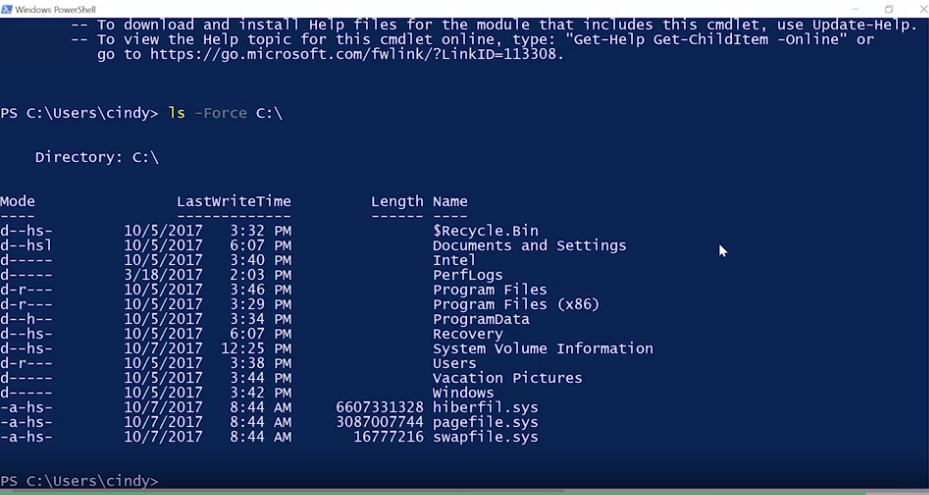 Windows PowerShell
-- To download and install Help files for the module that includes this cmdlet, use Update-Help.
-- To view the Help topic for this cmdlet online, type: "Get-Help Get-ChildItem -Online" or
go to https://go.microsoft.com/fwlink/?LinkID=113308.
PS C:\Users\cindy> ls -Force C:\
Directory: C:\
Mode LastWriteTime Length Name
---- ------------- ------ ----
d--hs- 10/5/2017 3:32 PM $Recycle.Bin
d--hsl 10/5/2017 6:07 PM Documents and Settings
d----- 10/5/2017 3:40 PM Intel
d----- 3/18/2017 2:03 PM PerfLogs
d-r--- 10/5/2017 3:46 PM Program Files
d-r--- 10/5/2017 3:29 PM Program Files (x86)
d--h-- 10/5/2017 3:34 PM ProgramData
d--hs- 10/5/2017 6:07 PM Recovery
d--hs- 10/7/2017 12:25 PM System Volume Information
d-r--- 10/5/2017 3:38 PM Users
d----- 10/5/2017 3:44 PM Vacation Pictures
d----- 10/5/2017 3:42 PM Windows
-a-hs- 10/7/2017 8:44 AM 6607331328 hiberfil.sys
-a-hs- 10/7/2017 8:44 AM 3087007744 pagefile.sys
-a-hs- 10/7/2017 8:44 AM 16777216 swapfile.sys
PS C:\Users\cindy>